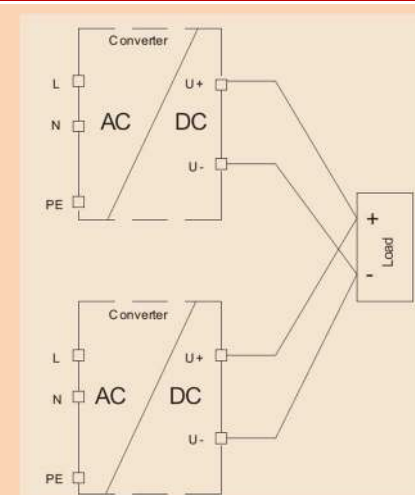 Converter
L
U+
N
AC
DC
U-
PE
+
Load
-
Converter
L
U+
N
AC
DC
U-
PE